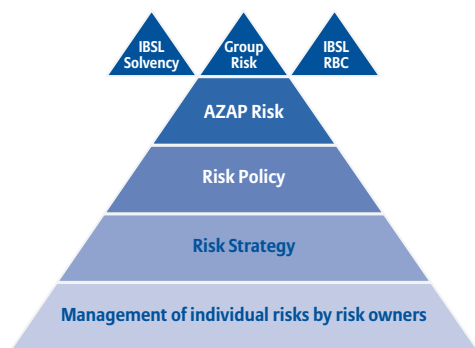 IBSL
Solvency
Group
Risk
IBSL
RBC
AZAP Risk
Risk Policy
Risk Strategy
Management of individual risks by risk owners